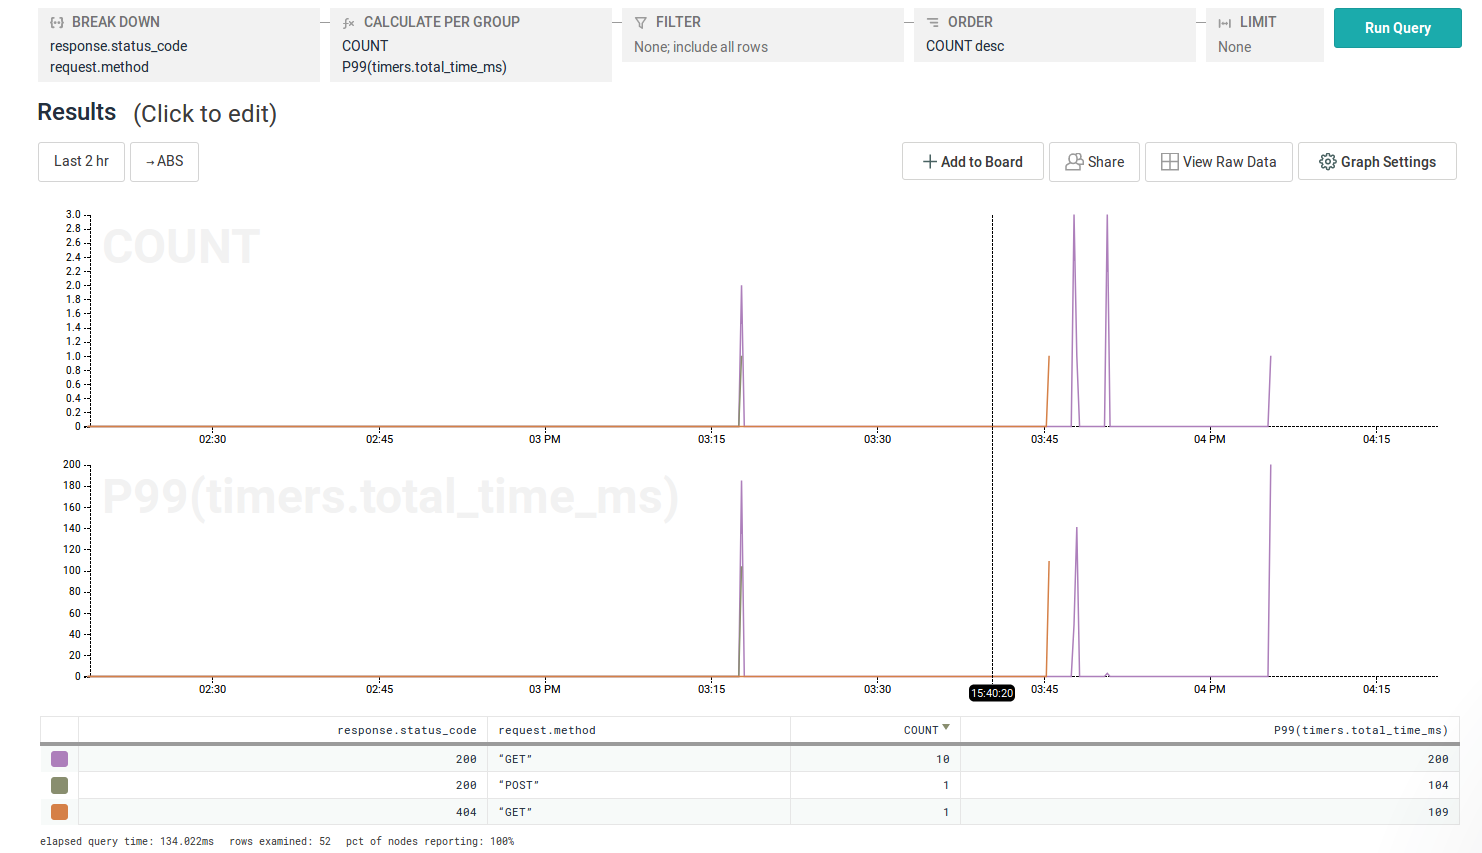 BREAK DOWN
response.status_code
request.method
CALCULATE PER GROUP
COUNT
P99(timers.total_time_ms)
FILTER
None; include all rows
ORDER
COUNT desc
LIMIT
None
Run Query
Results (Click to edit)
Last 2 hr
→ABS
Add to Board
Share
View Raw Data
Graph Settings
COUNT
3.0
2.8
2.6
2.4
2.2
2.0
1.8
1.6
1.4
1.2
1.0
0.8
0.6
0.4
0.2
0
02:30 02:45 03 PM 03:15 03:30 03:45 04 PM 04:15
P99(timers.total_time_ms)
200
180
160
140
120
100
80
60
40
20
0
02:30 02:45 03 PM 03:15 03:30 15:40:20 03:45 04 PM 04:15
response.status_code request.method COUNT P99(timers.total_time_ms)
200 “GET” 10 200
200 “POST” 1 104
404 “GET” 1 109
elapsed query time: 134.022ms rows examined: 52 pct of nodes reporting: 100%